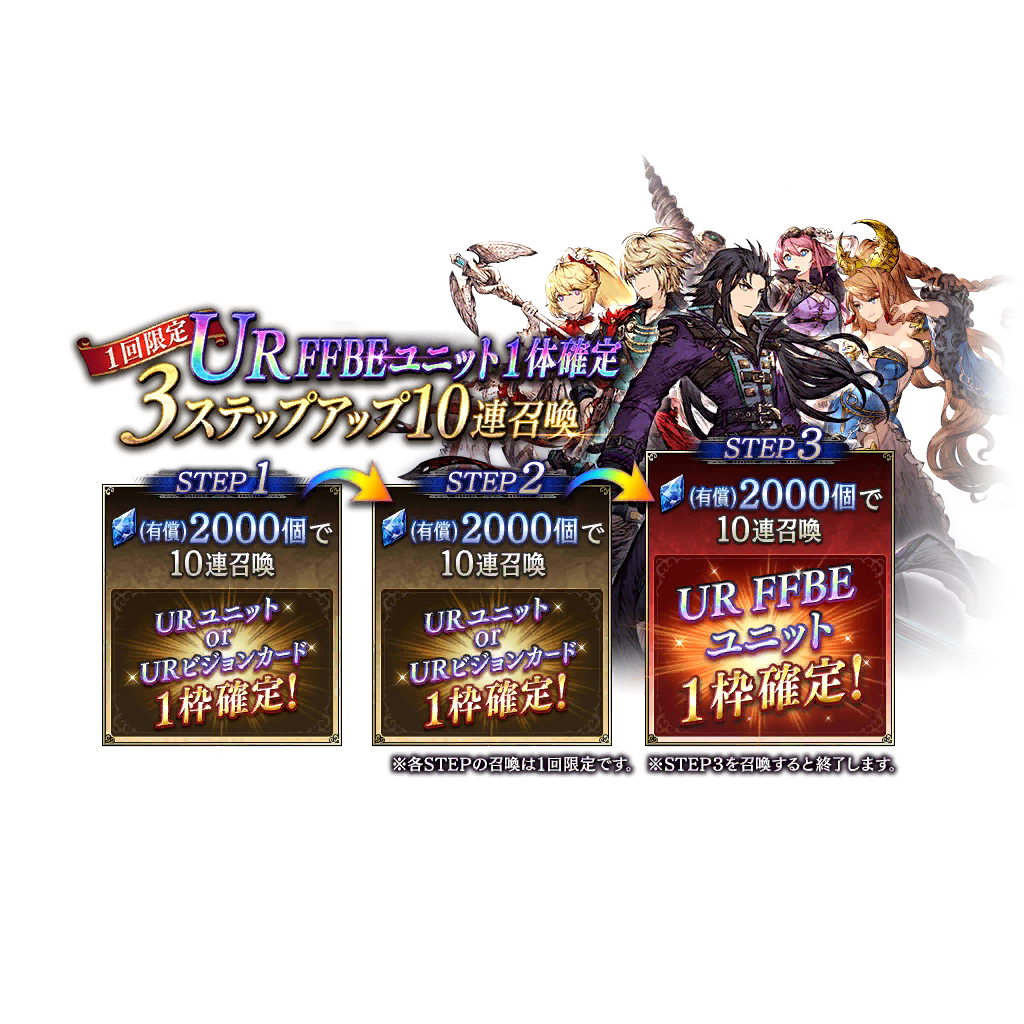 1回限定
UR FFBEユニット1体確定
3ステップアップ10連召喚
STEP 1
(有償)2000個で
10連召喚
URユニット
or
URビジョンカード
1枠確定!
STEP 2
(有償)2000個で
10連召喚
URユニット
or
URビジョンカード
1枠確定!
STEP 3
(有償)2000個で
10連召喚
UR FFBE
ユニット
1枠確定!
※各STEPの召喚は1回限定です。
※STEP3を召喚すると終了します。